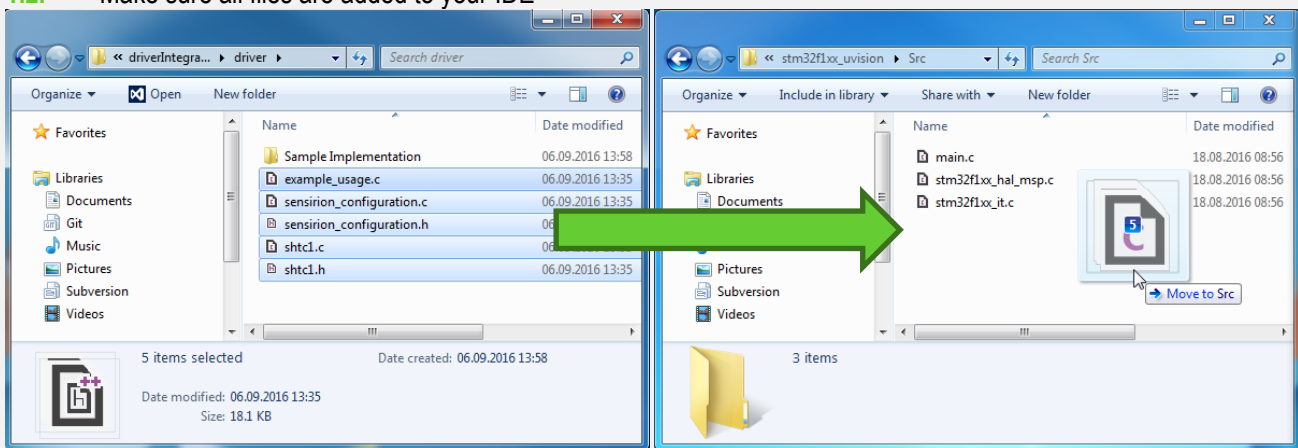 1.2. Make sure all files are added to your IDE
« driverIntegra... ▸ driver ▸
Search driver
Organize ▾ Open New folder
Favorites
Libraries
Documents
Git
Music
Pictures
Subversion
Videos
Name Date modified
Sample Implementation 06.09.2016 13:58
example_usage.c 06.09.2016 13:35
sensirion_configuration.c 06.09.2016 13:35
sensirion_configuration.h
shtc1.c
shtc1.h 06.09.2016 13:35
5 items selected Date created: 06.09.2016 13:58
Date modified: 06.09.2016 13:35
Size: 18.1 KB
« stm32f1xx_uvision ▸ Src
Search Src
Organize ▾ Include in library ▾ Share with ▾ New folder
Favorites
Libraries
Documents
Pictures
Subversion
Videos
Name Date modified
main.c 18.08.2016 08:56
stm32f1xx_hal_msp.c 18.08.2016 08:56
stm32f1xx_it.c 18.08.2016 08:56
5
Move to Src
3 items